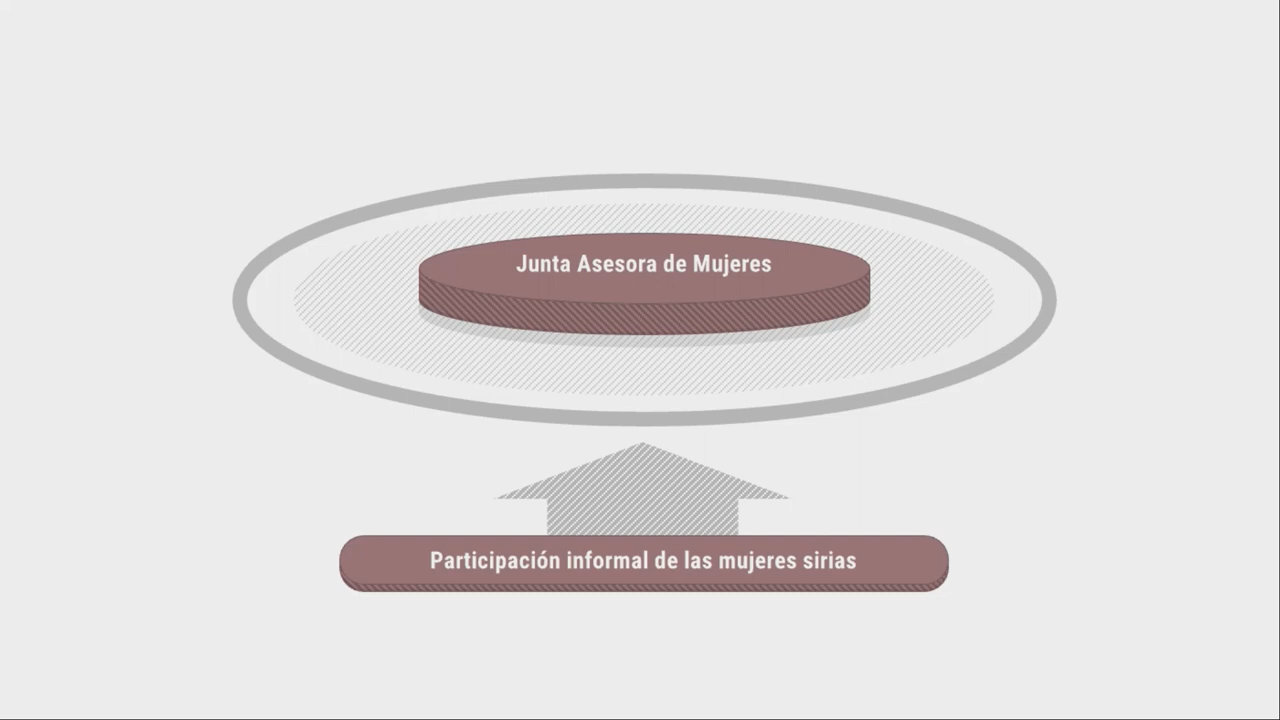 Junta Asesora de Mujeres
Participación informal de las mujeres sirias